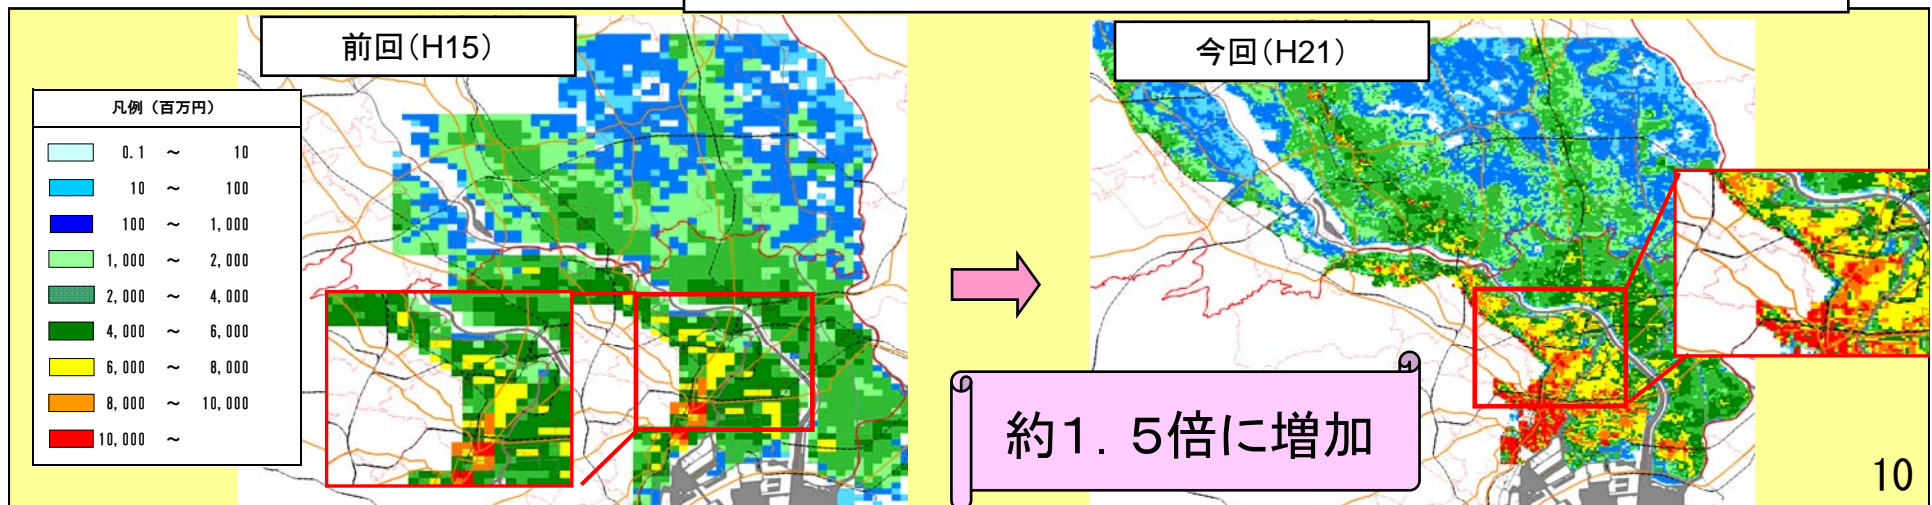 前回(H15)
今回(H21)
凡例（百万円）
0.1 ～ 10
10 ～ 100
100 ～ 1,000
1,000 ～ 2,000
2,000 ～ 4,000
4,000 ～ 6,000
6,000 ～ 8,000
8,000 ～ 10,000
10,000 ～
約1．5倍に増加
10